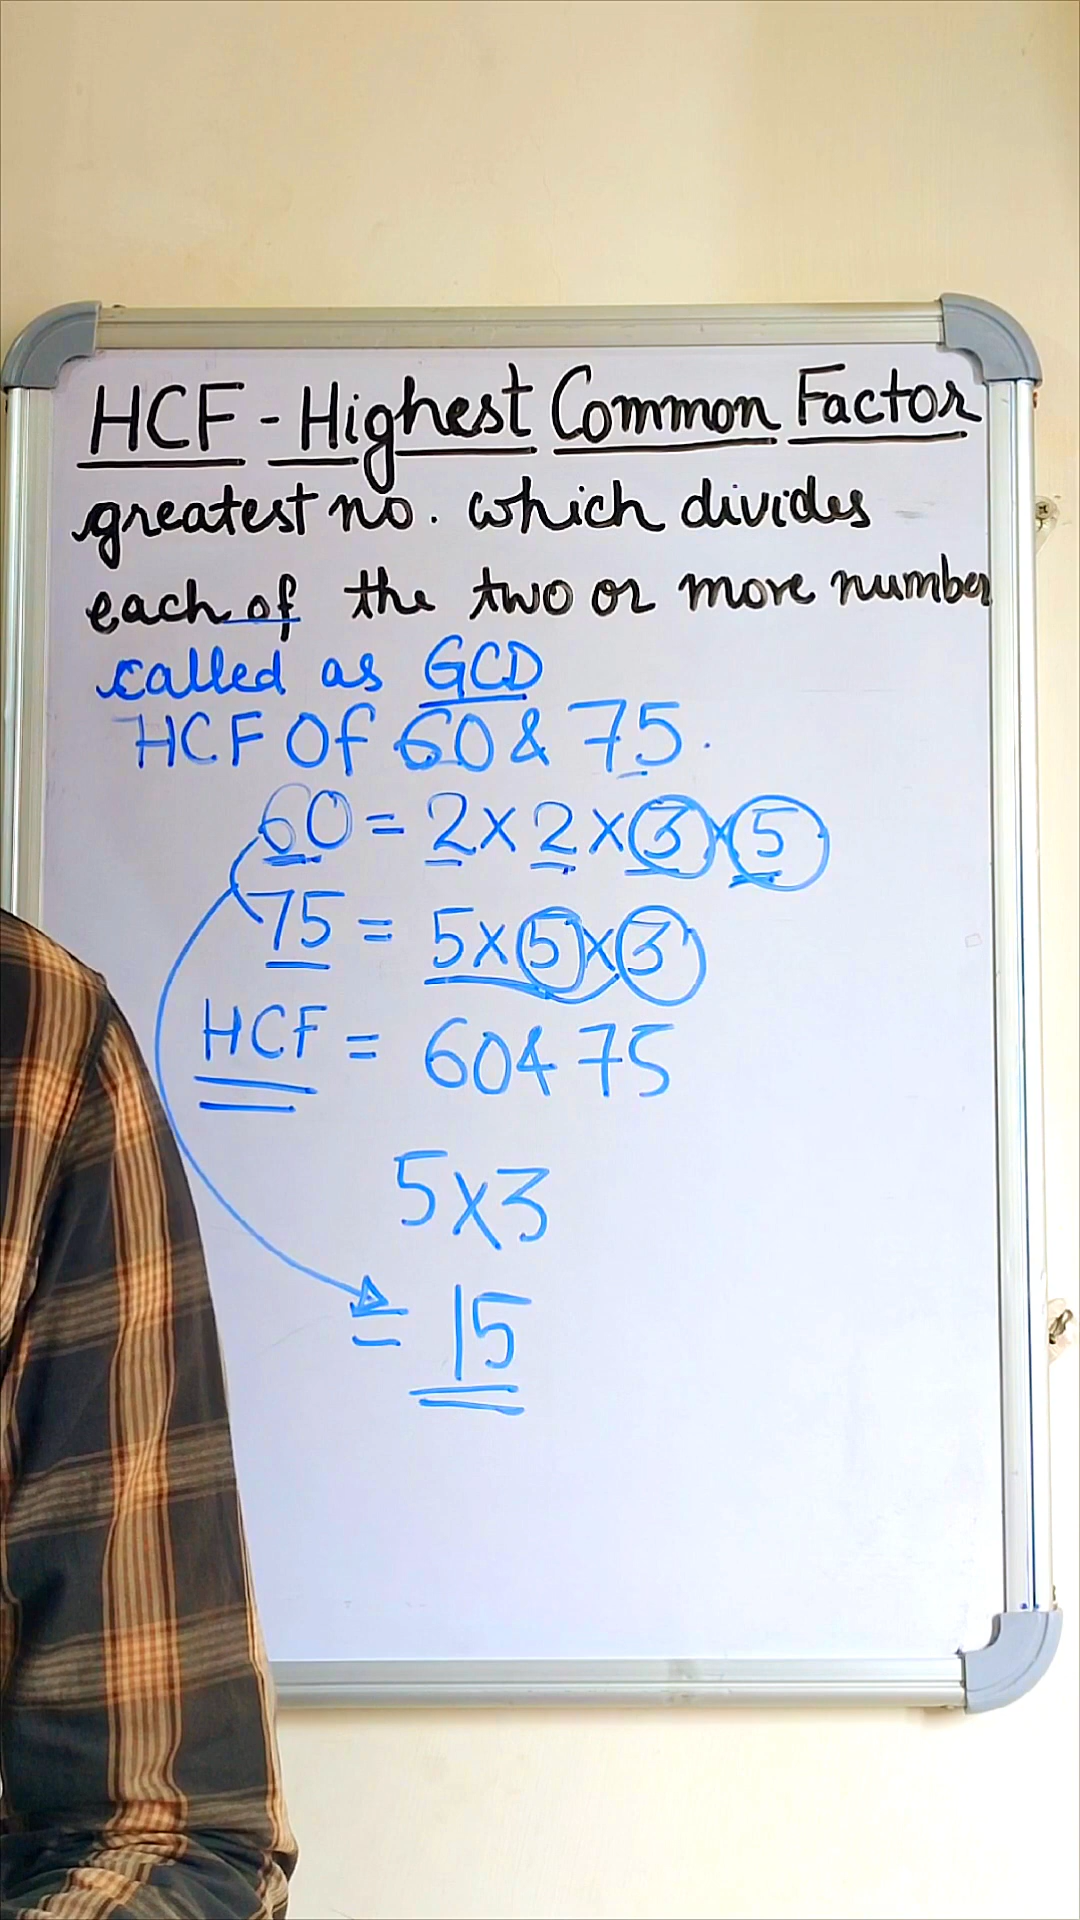 HCF - Highest Common Factor
greatest no. which divides
each of the two or more number
called as GCD
HCF Of 60 & 75.
60 = 2 x 2 x 3 x 5
75 = 5 x 5 x 3
HCF = 60 & 75
5 x 3
= 15